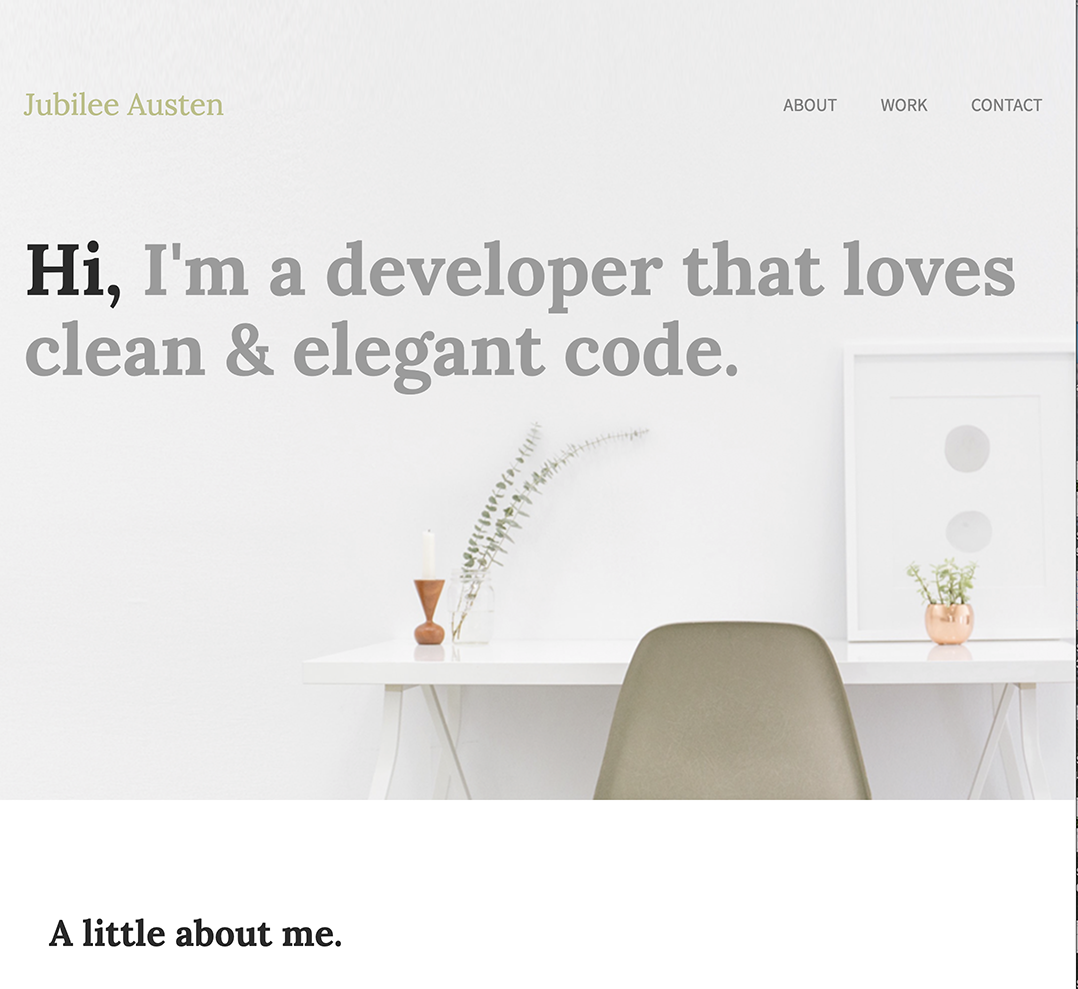 Jubilee Austen
ABOUT WORK CONTACT
Hi, I'm a developer that loves
clean & elegant code.
A little about me.